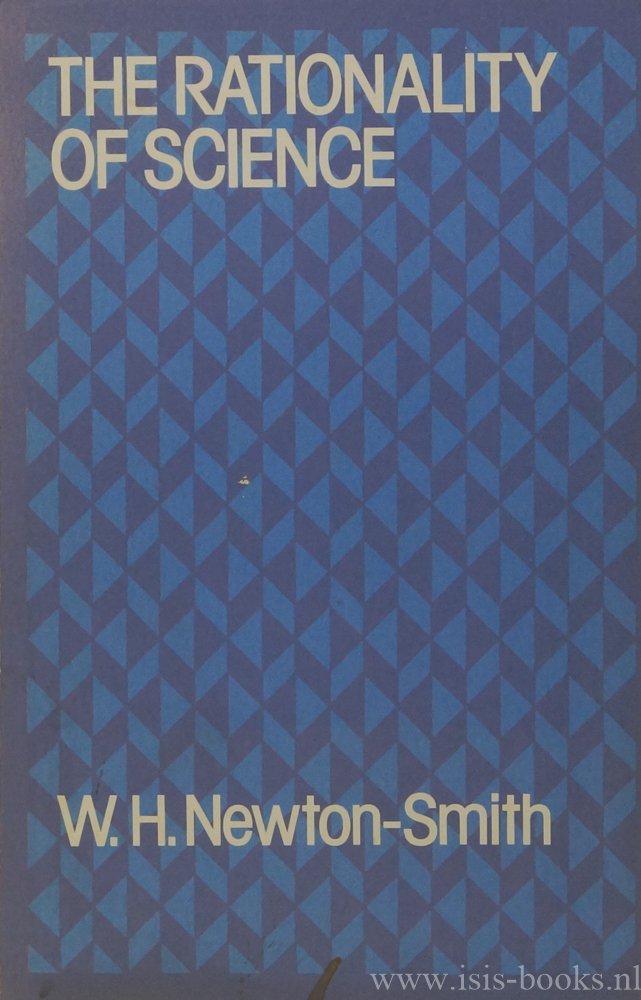 THE RATIONALITY
OF SCIENCE
W. H. Newton-Smith
www.isis-books.nl